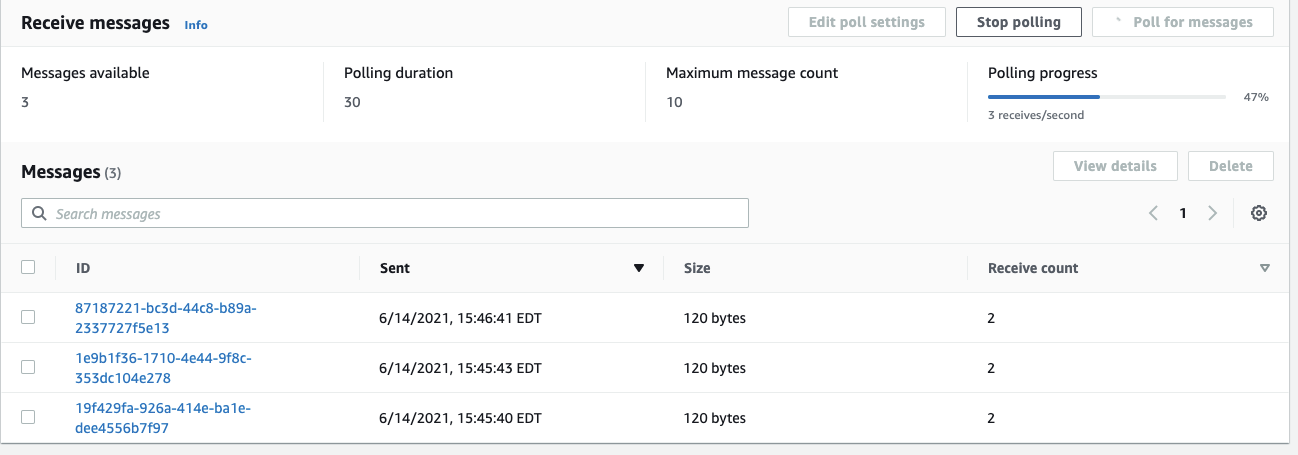 Receive messages Info Edit poll settings Stop polling Poll for messages
Messages available Polling duration Maximum message count Polling progress
3 30 10 47%
3 receives/second
Messages (3) View details Delete
Search messages 1
ID Sent Size Receive count
87187221-bc3d-44c8-b89a-
2337727f5e13 6/14/2021, 15:46:41 EDT 120 bytes 2
1e9b1f36-1710-4e44-9f8c-
353dc104e278 6/14/2021, 15:45:43 EDT 120 bytes 2
19f429fa-926a-414e-ba1e-
dee4556b7f97 6/14/2021, 15:45:40 EDT 120 bytes 2